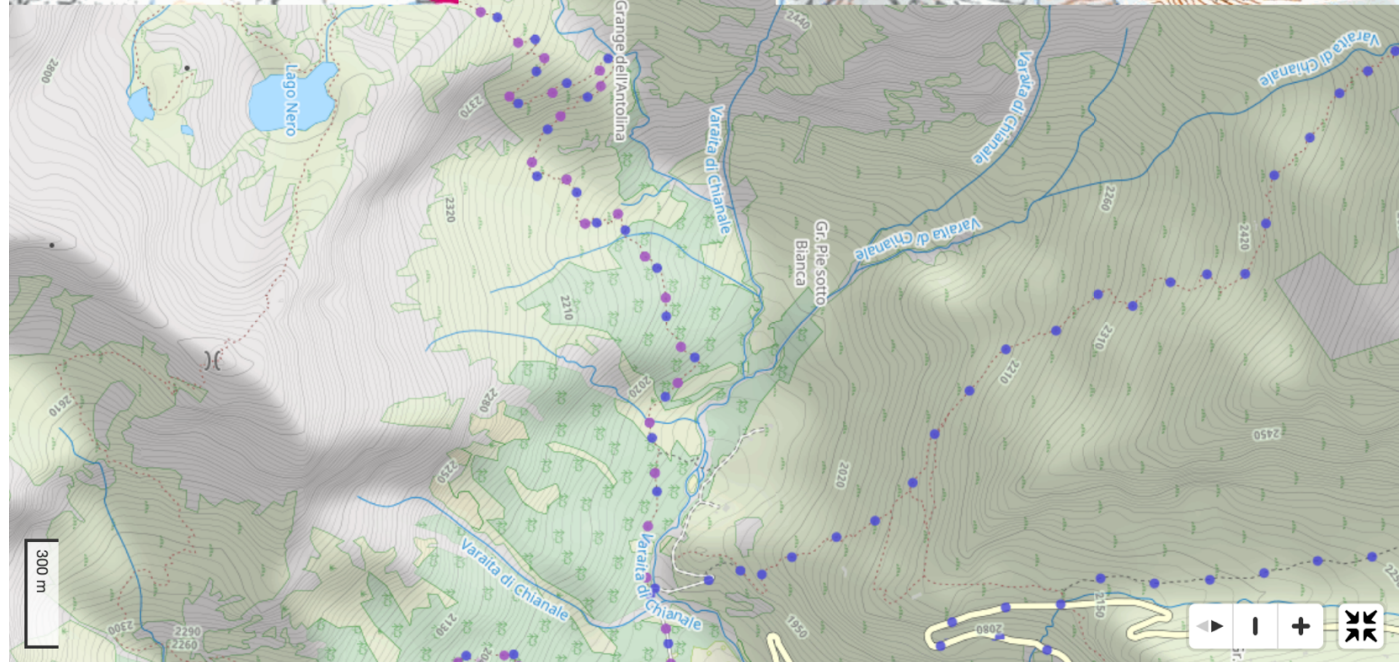 2440
2800
Lago Nero
2370
Grange dell'Antolina
Varaita di Chianale
Varaita di Chianale
Varaita di Chianale
2320
2260
2420
Varaita di Chianale
Gr. Pie sotto
Bianca
2210
2310
2210
2020
2280
2610
2450
2250
2020
300 m
Varaita di Chianale
Varaita di Chianale
2150
2300
2290
2260
2130
1950
2080